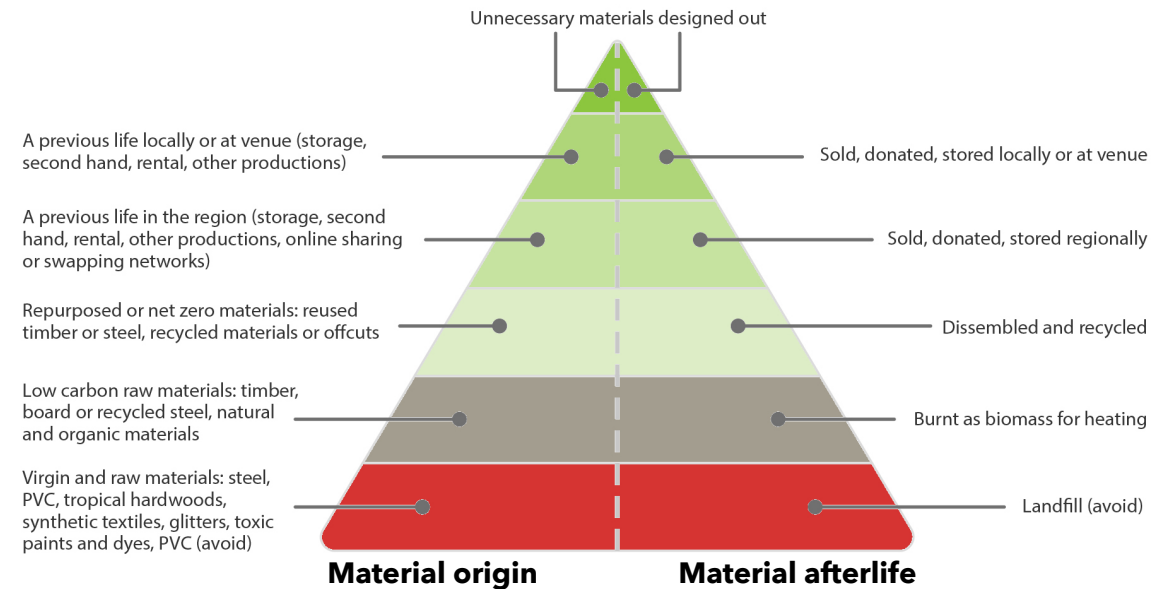 Unnecessary materials designed out
A previous life locally or at venue (storage,
second hand, rental, other productions)
Sold, donated, stored locally or at venue
A previous life in the region (storage, second
hand, rental, other productions, online sharing
or swapping networks)
Sold, donated, stored regionally
Repurposed or net zero materials: reused
timber or steel, recycled materials or offcuts
Dissembled and recycled
Low carbon raw materials: timber,
board or recycled steel, natural
and organic materials
Burnt as biomass for heating
Virgin and raw materials: steel,
PVC, tropical hardwoods,
synthetic textiles, glitters, toxic
paints and dyes, PVC (avoid)
Landfill (avoid)
Material origin
Material afterlife